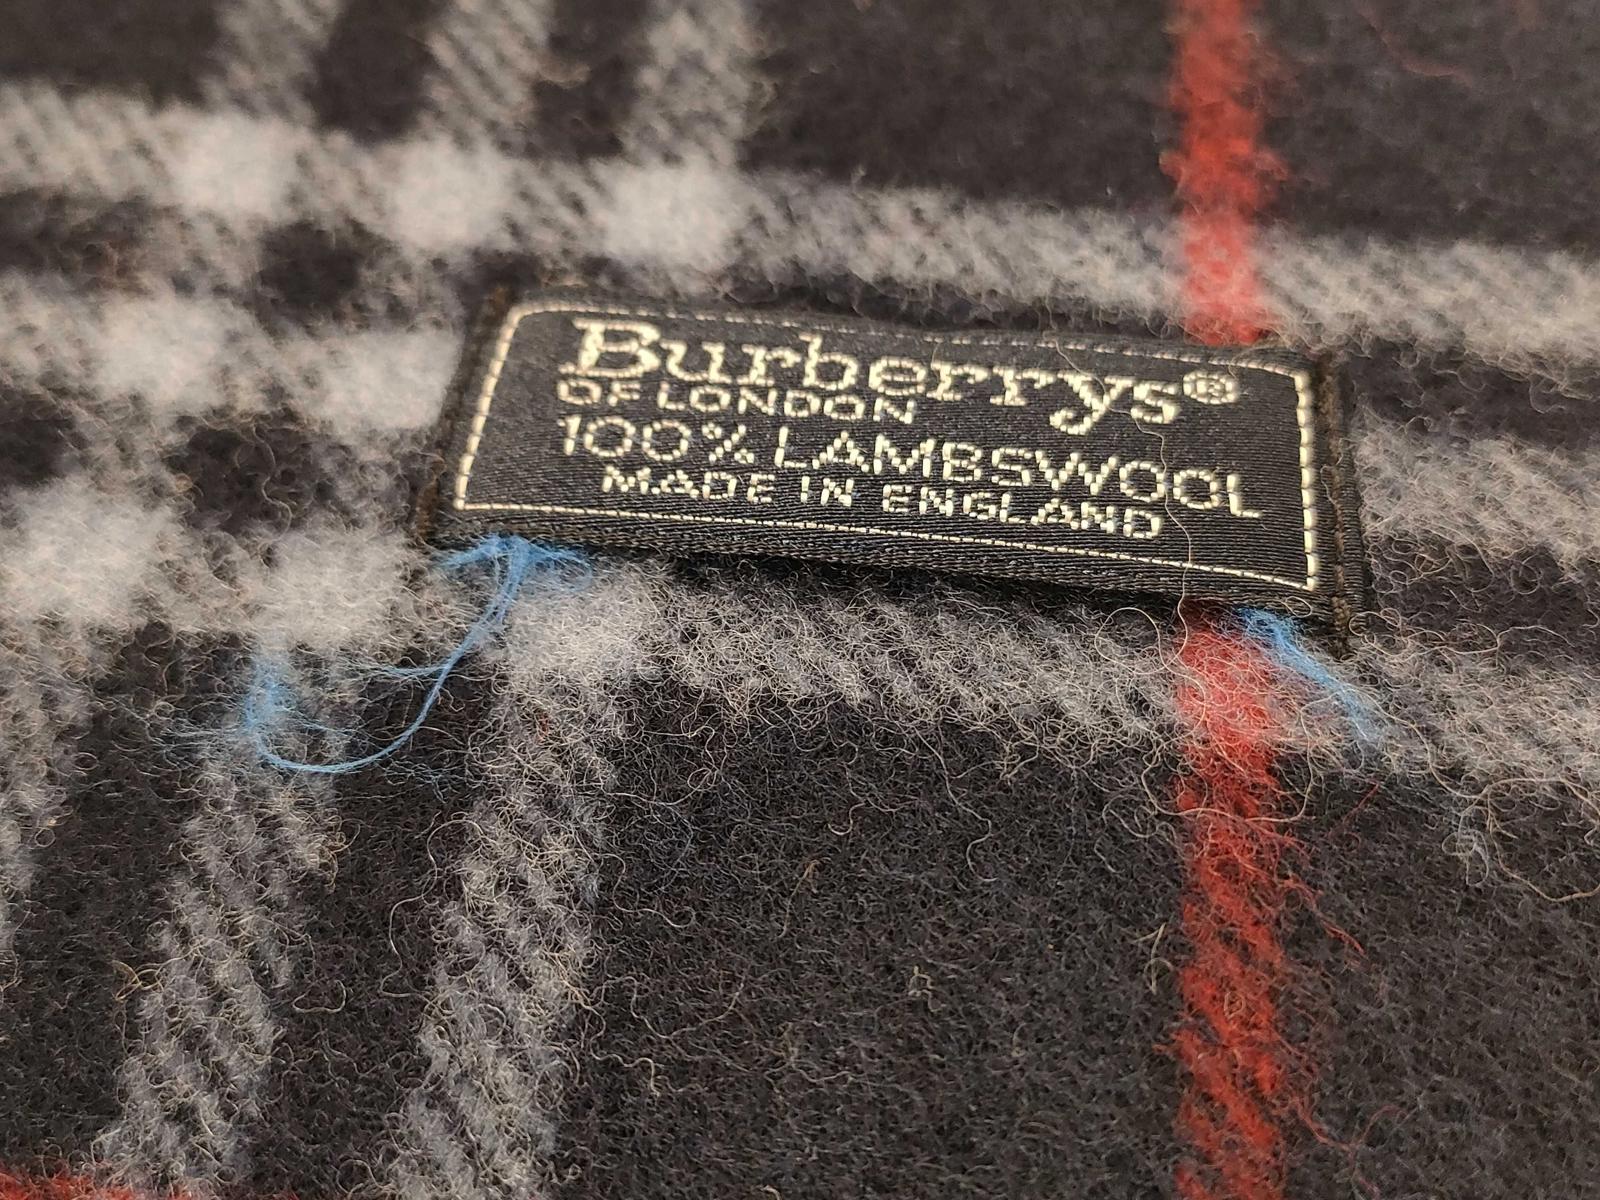 Burberrys®
OF LONDON
100% LAMBSWOOL
MADE IN ENGLAND